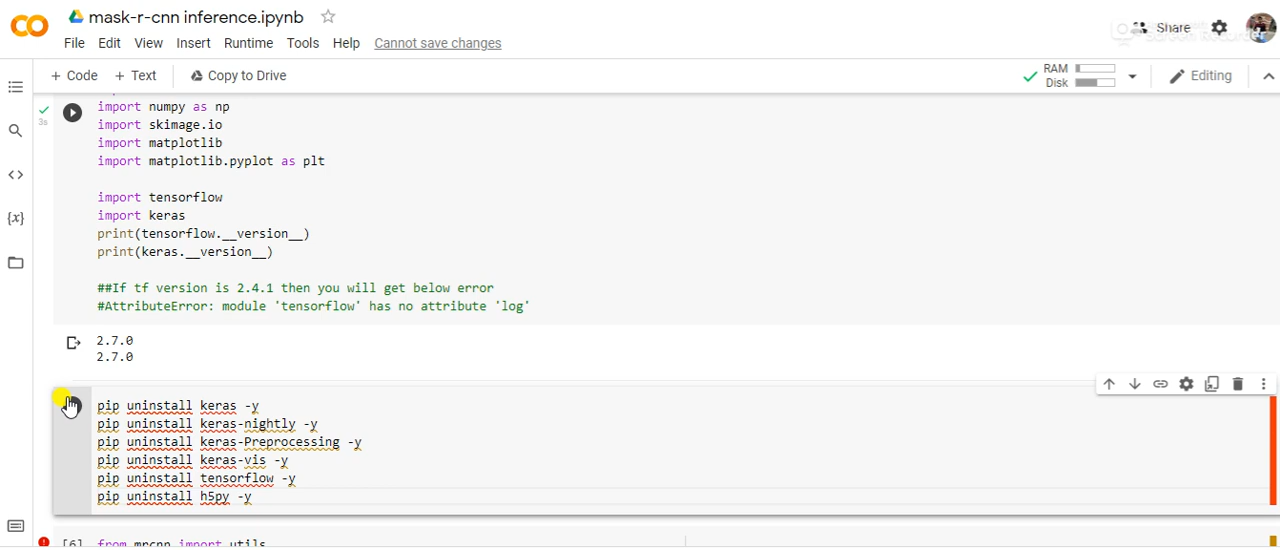 mask-r-cnn inference.ipynb
Share
File Edit View Insert Runtime Tools Help Cannot save changes
+ Code + Text Copy to Drive
RAM
Disk
Editing
3s
import numpy as np
import skimage.io
import matplotlib
import matplotlib.pyplot as plt
import tensorflow
import keras
print(tensorflow.__version__)
print(keras.__version__)
##If tf version is 2.4.1 then you will get below error
#AttributeError: module 'tensorflow' has no attribute 'log'
2.7.0
2.7.0
pip uninstall keras -y
pip uninstall keras-nightly -y
pip uninstall keras-Preprocessing -y
pip uninstall keras-vis -y
pip uninstall tensorflow -y
pip uninstall h5py -y
[6] from mrcnn import utils